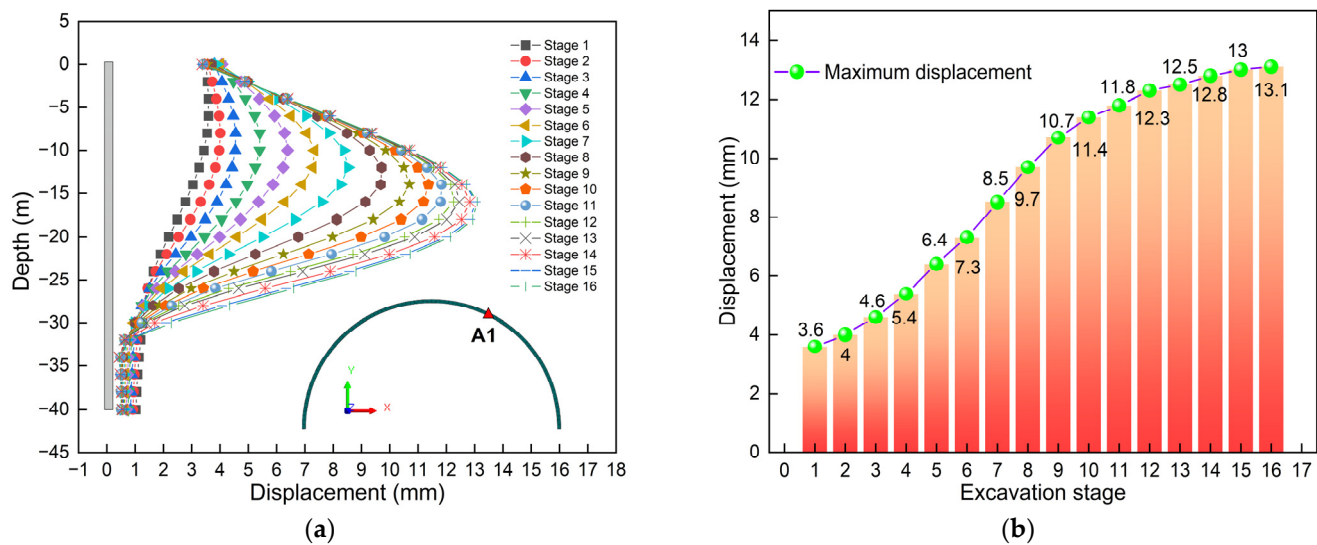 5
0
−5
−10
−15
−20
−25
−30
−35
−40
−45
Depth (m)
Stage 1
Stage 2
Stage 3
Stage 4
Stage 5
Stage 6
Stage 7
Stage 8
Stage 9
Stage 10
Stage 11
Stage 12
Stage 13
Stage 14
Stage 15
Stage 16
A1
Y
Z
X
−1 0 1 2 3 4 5 6 7 8 9 10 11 12 13 14 15 16 17 18
Displacement (mm)
(a)
14
12
10
8
6
4
2
0
Displacement (mm)
Maximum displacement
3.6
4
4.6
5.4
6.4
7.3
8.5
9.7
10.7
11.4
11.8
12.3
12.5
12.8
13
13.1
0 1 2 3 4 5 6 7 8 9 10 11 12 13 14 15 16 17
Excavation stage
(b)